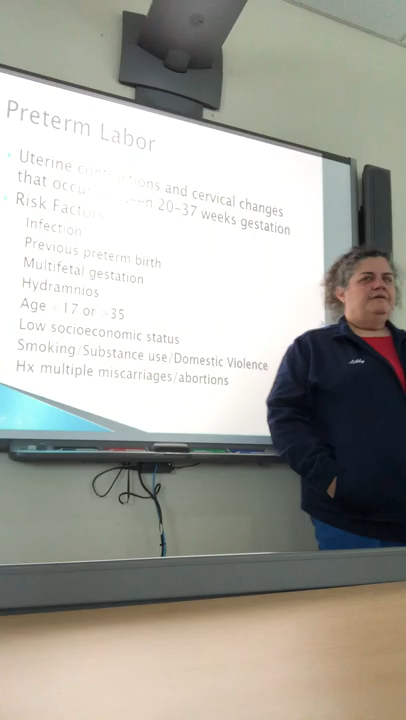 Preterm Labor
Uterine contractions and cervical changes
that occur between 20-37 weeks gestation
Risk Factors
Infection
Previous preterm birth
Multifetal gestation
Hydramnios
Age <17 or >35
Low socioeconomic status
Smoking/Substance use/Domestic Violence
Hx multiple miscarriages/abortions